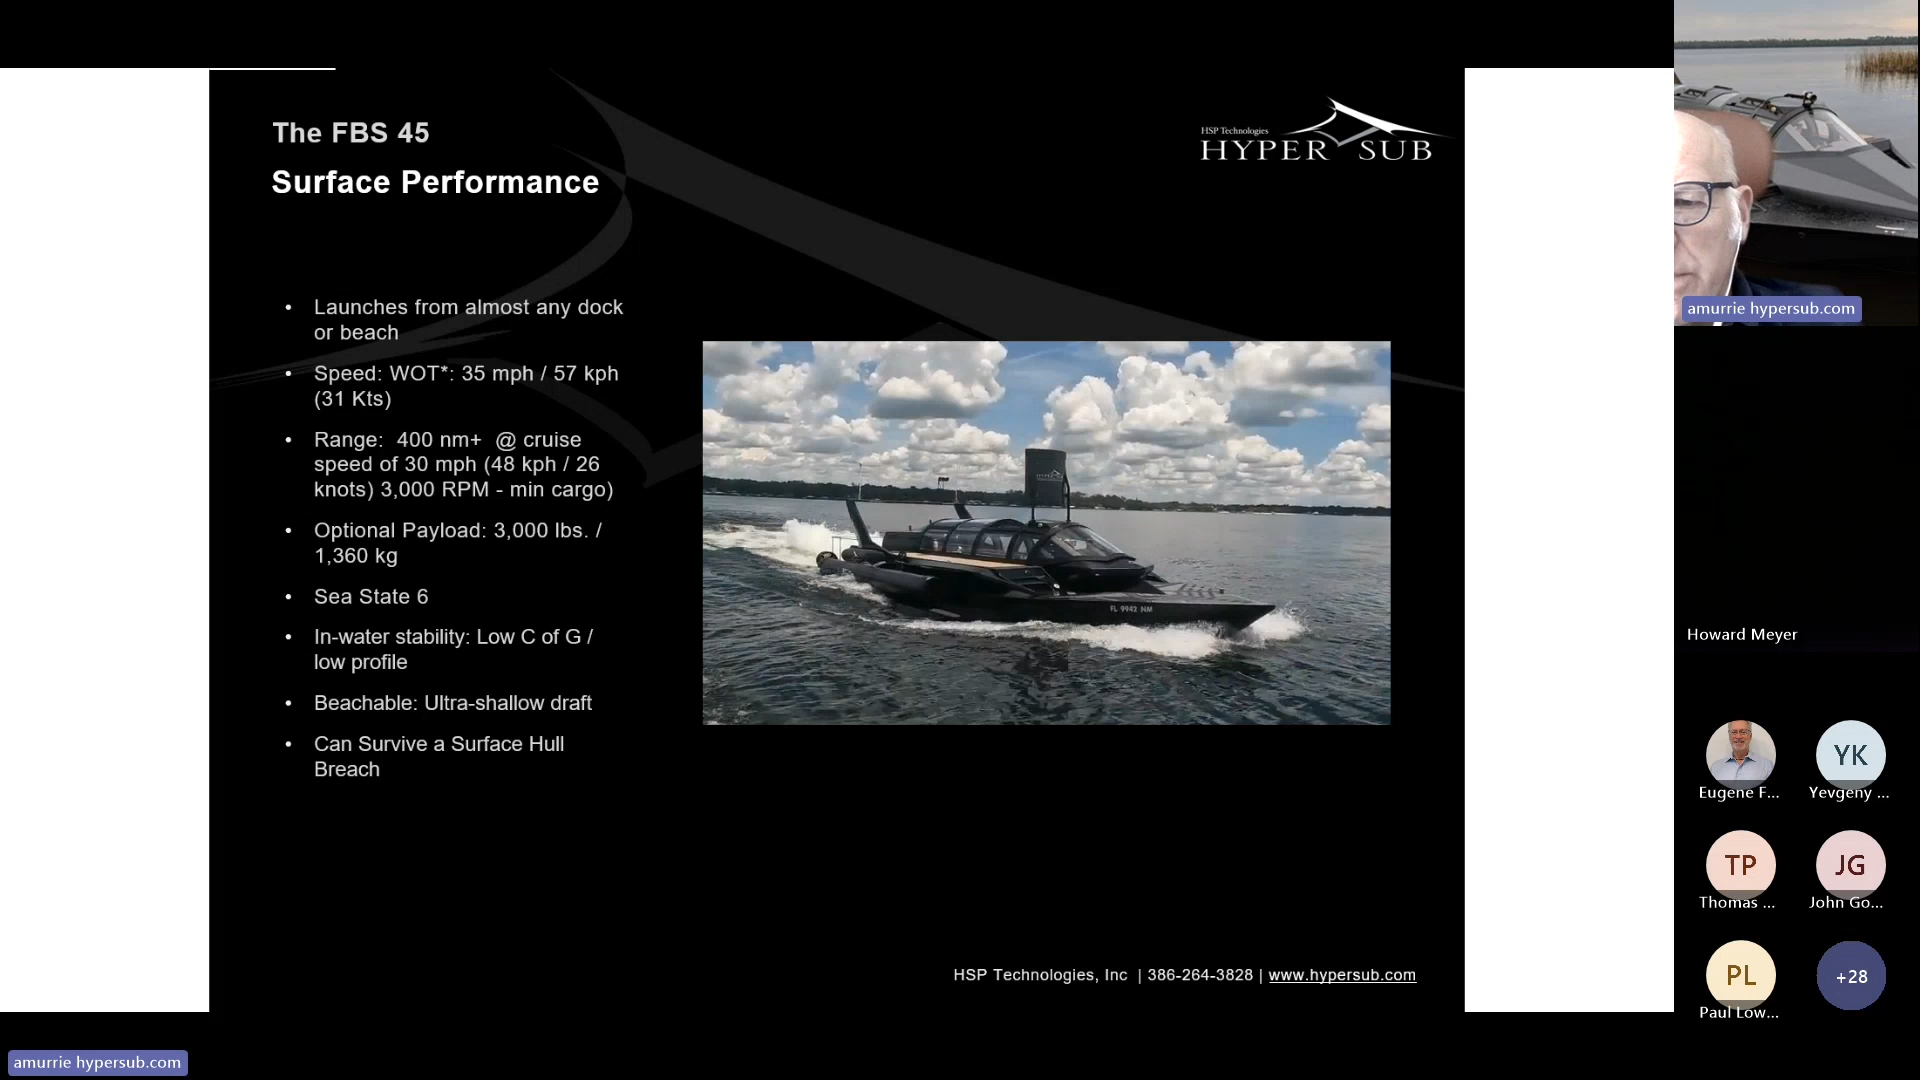 The FBS 45
Surface Performance
HSP Technologies
HYPER SUB
• Launches from almost any dock
or beach
• Speed: WOT*: 35 mph / 57 kph
(31 Kts)
• Range: 400 nm+ @ cruise
speed of 30 mph (48 kph / 26
knots) 3,000 RPM - min cargo)
• Optional Payload: 3,000 lbs. /
1,360 kg
• Sea State 6
• In-water stability: Low C of G /
low profile
• Beachable: Ultra-shallow draft
• Can Survive a Surface Hull
Breach
FL 9942 NM
HSP Technologies, Inc | 386-264-3828 | www.hypersub.com
amurrie hypersub.com
amurrie hypersub.com
Howard Meyer
YK
Eugene F...
Yevgeny ...
TP
JG
Thomas ...
John Go...
PL
+28
Paul Low...